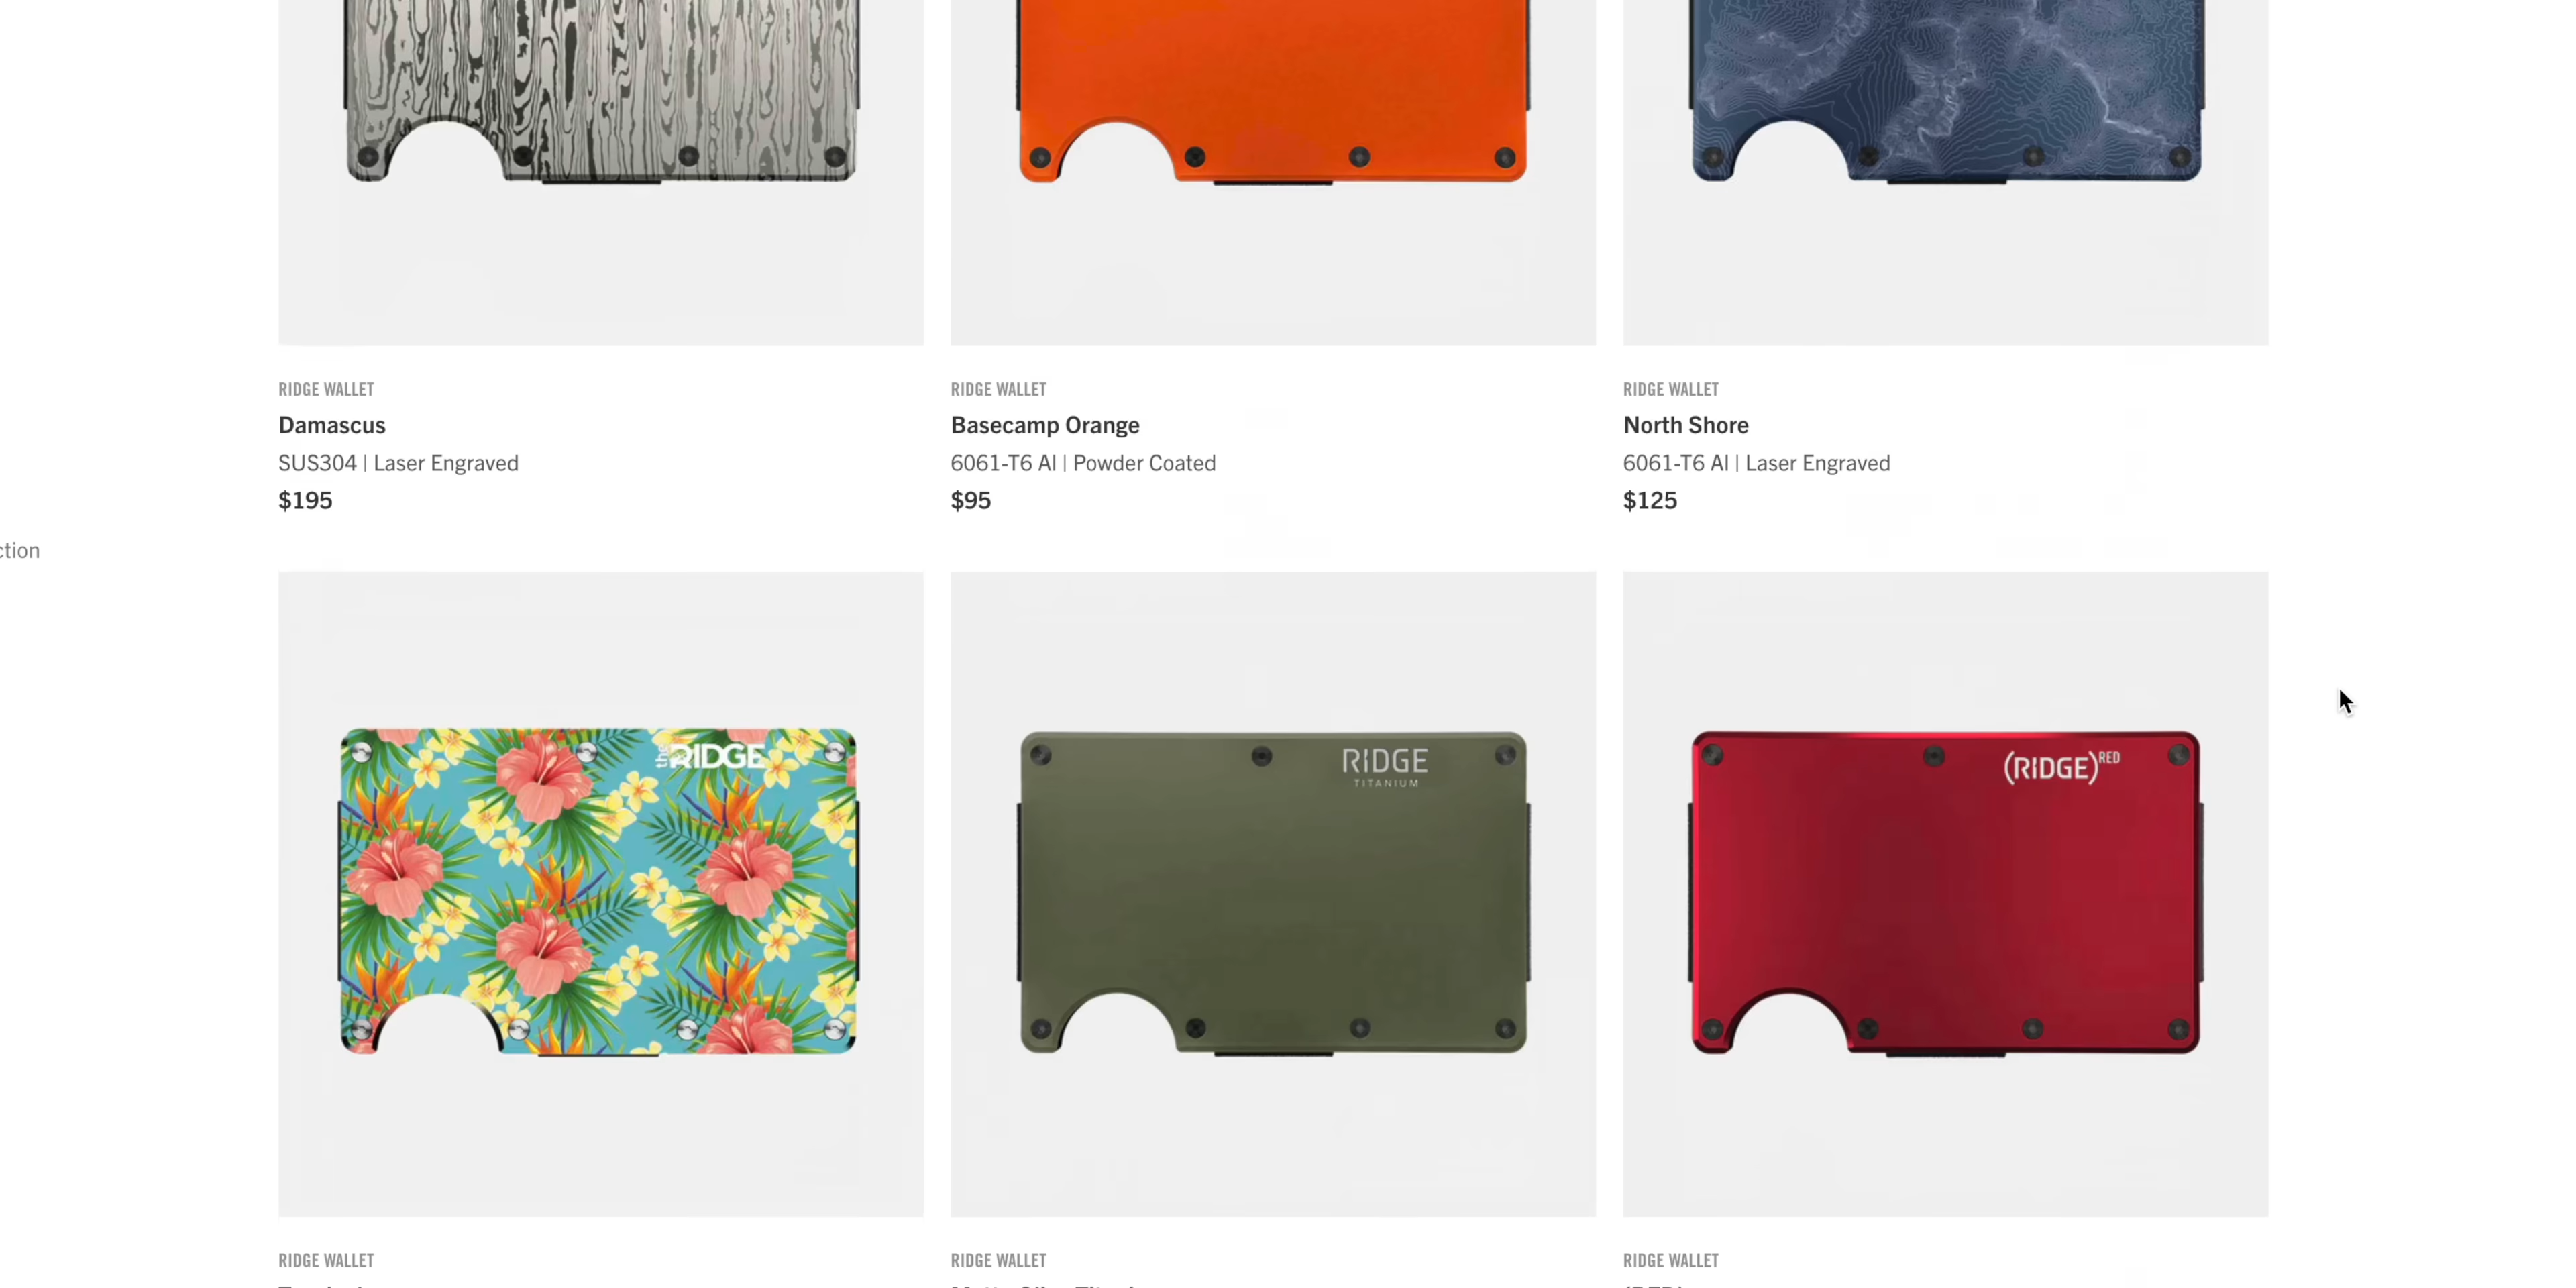 RIDGE WALLET
Damascus
SUS304 | Laser Engraved
$195
RIDGE WALLET
Basecamp Orange
6061-T6 Al | Powder Coated
$95
RIDGE WALLET
North Shore
6061-T6 Al | Laser Engraved
$125
ction
the RIDGE
RIDGE
TITANIUM
(RIDGE)RED
RIDGE WALLET
RIDGE WALLET
RIDGE WALLET